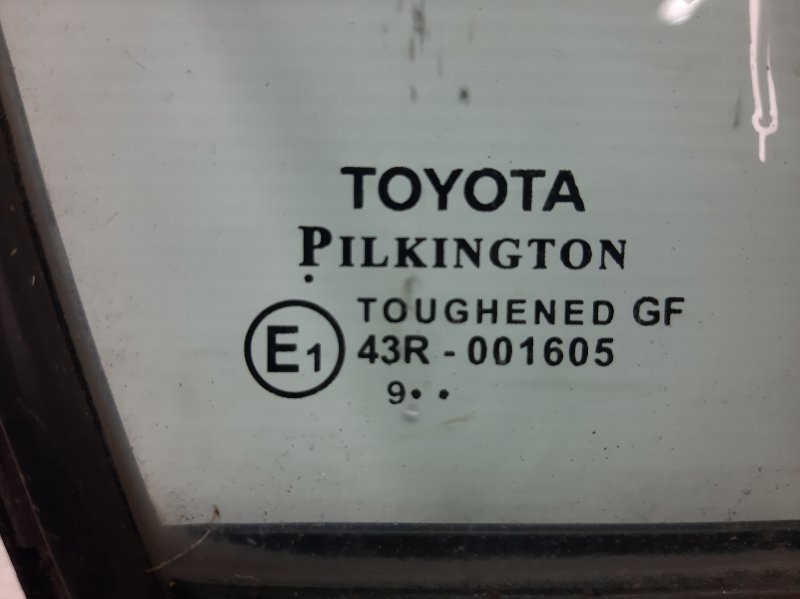 TOYOTA
PILKINGTON
TOUGHENED GF
E1
43R - 001605
9• •